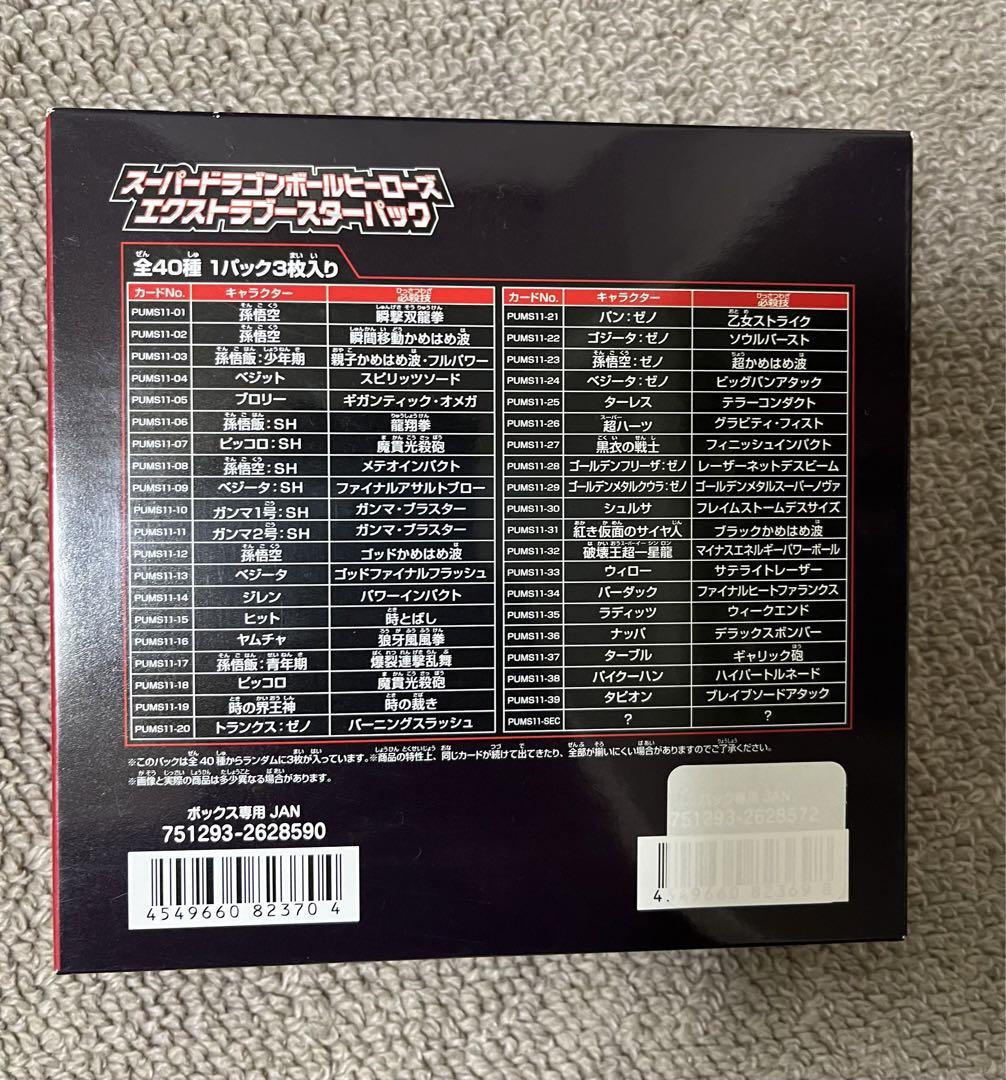 スーパードラゴンボールヒーローズ
エクストラブースターパック
全40種 1パック3枚入り
カードNo. キャラクター 必殺技
PUMS11-01 孫悟空 瞬撃双龍拳
PUMS11-02 孫悟空 瞬間移動かめはめ波
PUMS11-03 孫悟飯:少年期 親子かめはめ波・フルパワー
PUMS11-04 ベジット スピリッツソード
PUMS11-05 ブロリー ギガンティック・オメガ
PUMS11-06 孫悟飯:SH 龍翔拳
PUMS11-07 ピッコロ:SH 魔貫光殺砲
PUMS11-08 孫悟空:SH メテオインパクト
PUMS11-09 ベジータ:SH ファイナルアサルトブロー
PUMS11-10 ガンマ1号:SH ガンマ・ブラスター
PUMS11-11 ガンマ2号:SH ガンマ・ブラスター
PUMS11-12 孫悟空 ゴッドかめはめ波
PUMS11-13 ベジータ ゴッドファイナルフラッシュ
PUMS11-14 ジレン パワーインパクト
PUMS11-15 ヒット 時とばし
PUMS11-16 ヤムチャ 狼牙風風拳
PUMS11-17 孫悟飯:青年期 爆裂連撃乱舞
PUMS11-18 ピッコロ 魔貫光殺砲
PUMS11-19 時の界王神 時の裁き
PUMS11-20 トランクス:ゼノ バーニングスラッシュ
カードNo. キャラクター 必殺技
PUMS11-21 パン:ゼノ 乙女ストライク
PUMS11-22 ゴジータ:ゼノ ソウルバースト
PUMS11-23 孫悟空:ゼノ 超かめはめ波
PUMS11-24 ベジータ:ゼノ ビッグバンアタック
PUMS11-25 ターレス テラーコンダクト
PUMS11-26 超ハーツ グラビティ・フィスト
PUMS11-27 黒衣の戦士 フィニッシュインパクト
PUMS11-28 ゴールデンフリーザ:ゼノ レーザーネットデスビーム
PUMS11-29 ゴールデンメタルクウラ:ゼノ ゴールデンメタルスーパーノヴァ
PUMS11-30 シュルサ フレイムストームデスサイズ
PUMS11-31 紅き仮面のサイヤ人 ブラックかめはめ波
PUMS11-32 破壊王超一星龍 マイナスエネルギーパワーボール
PUMS11-33 ウィロー サテライトレーザー
PUMS11-34 バーダック ファイナルヒートファランクス
PUMS11-35 ラディッツ ウィークエンド
PUMS11-36 ナッパ デラックスボンバー
PUMS11-37 ターブル ギャリック砲
PUMS11-38 パイクーハン ハイパートルネード
PUMS11-39 タピオン ブレイブソードアタック
PUMS11-SEC ? ?
※このパックは全40種からランダムに3枚が入っています。※商品の特性上、同じカードが続けて出てきたり、全部が揃いにくい場合がありますのでご了承ください。
※画像と実際の商品は多少異なる場合があります。
ボックス専用 JAN
751293-2628590
4549660 823704
パック専用 JAN
751293-2628572
4549660 82369 8